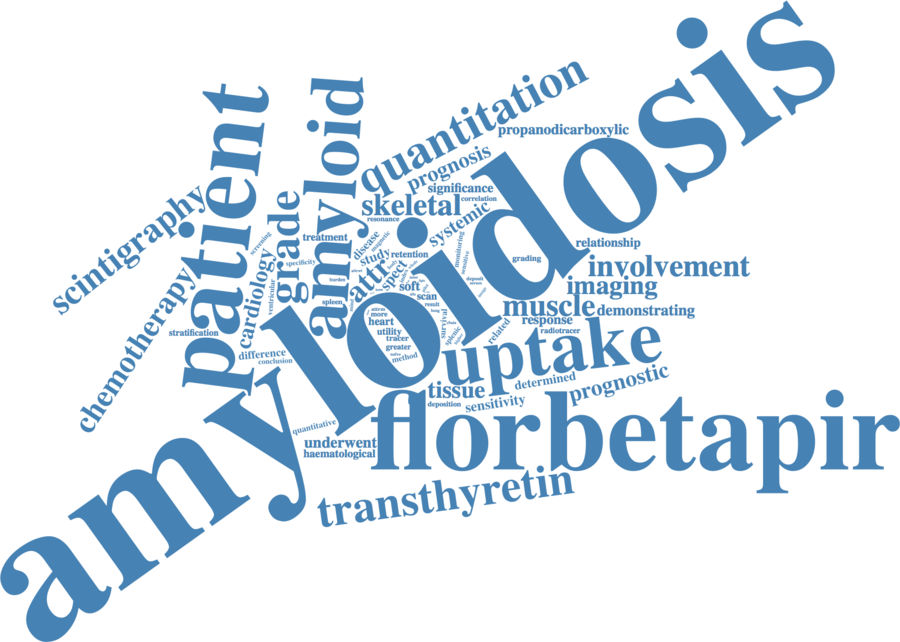 amyloidosis
florbetapir
patient
amyloid
uptake
quantitation
transthyretin
grade
scintigraphy
chemotherapy
propanodicarboxylic
prognosis
significance
correlation
skeletal
resonance
systemic
treatment
disease
magnetic
study
retention
screening
specificity
cardiology
ventricular
attr
spect
soft
scan
result
burden
spleen
more
heart
utility
tracer
greater
method
survival
splenic
monitoring
sensitive
grading
relationship
involvement
imaging
muscle
demonstrating
response
radiotracer
related
stratification
difference
conclusion
tissue
determined
prognostic
deposition
sensitivity
quantitative
underwent
haematological